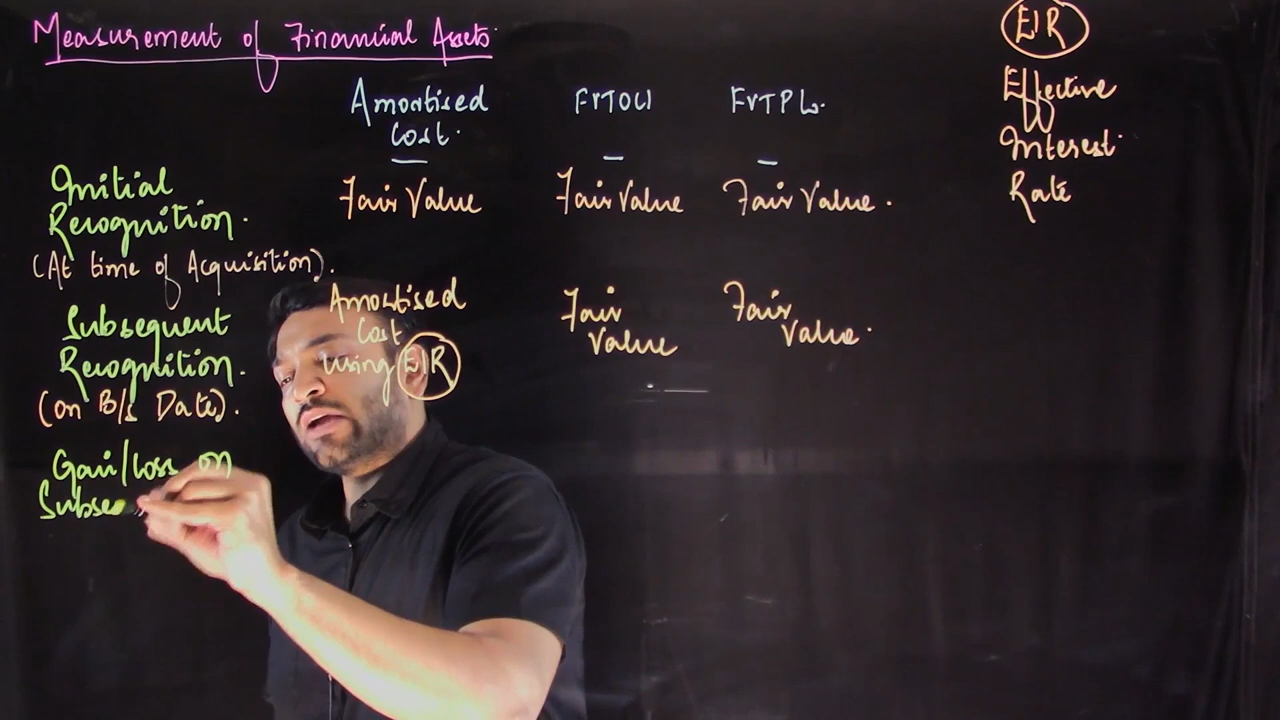 Measurement of Financial Assets
EIR
Effective
Interest
Rate
Amortised
Cost.
FVTOCI
FVTPL.
Initial
Recognition.
(At time of Acquisition).
Fair Value
Fair Value
Fair Value.
Subsequent
Recognition.
(on B/s Date).
Amortised
Cost
using EIR
Fair
Value
Fair
Value.
Gain/Loss on
Subse